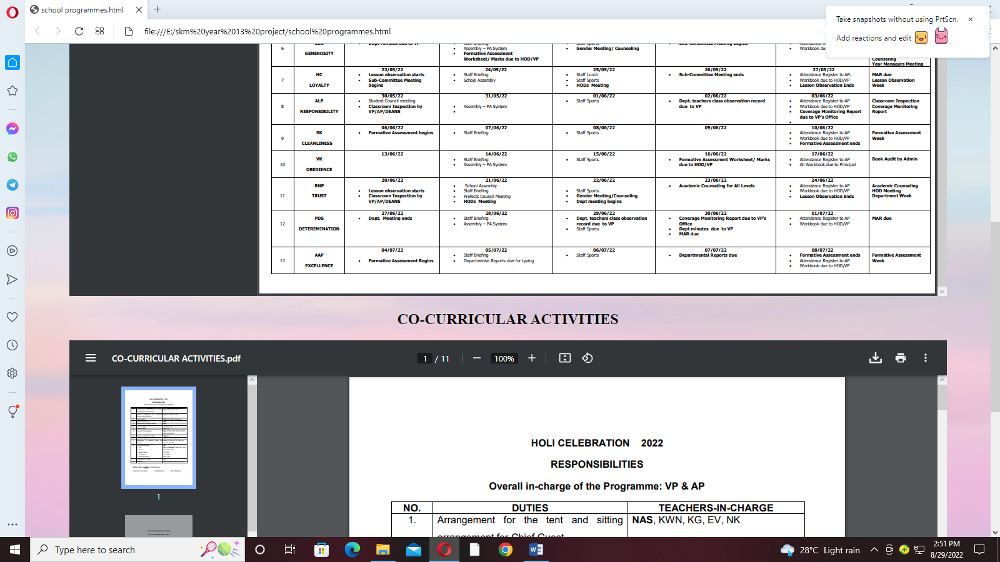 school programmes.html
file:///E:/skm%20year%2013%20project/school%20programmes.html
Take snapshots without using PrtScn.
Add reactions and edit
6
GENEROSITY
Assembly – PA System
Formative Assessment
Worksheet/ Marks due to HOD/VP
Gender Meeting/ Counseling
Counseling
Year Managers Meeting
7
HC
LOYALTY
23/05/22
Lesson observation starts
Sub-Committee Meeting
begins
24/05/22
Staff Briefing
School Assembly
25/05/22
Staff Lunch
Staff Sports
HODs Meeting
26/05/22
Sub-Committee Meeting ends
27/05/22
Attendance Register to AP.
Workbook due to HOD/VP
Lesson Observation Ends
MAR due
Lesson Observation
Week
8
ALP
RESPONSIBILITY
30/05/22
Student Council meeting
Classroom Inspection by
VP/AP/DEANS
31/05/22
Assembly – PA System
01/06/22
Staff Sports
02/06/22
Dept. teachers class observation record
due to VP
03/06/22
Attendance Register to AP
Workbook due to HOD/VP
Coverage Monitoring Report
due to VP's Office
Classroom Inspection
Coverage Monitoring
Report
9
SK
CLEANLINESS
06/06/22
Formative Assessment begins
07/06/22
Staff Briefing
08/06/22
Staff Sports
09/06/22
10/06/22
Attendance Register to AP
Workbook due to HOD/VP
Formative Assessment ends
Formative Assessment
Week
10
VK
OBEDIENCE
13/06/22
14/06/22
Staff Briefing
Assembly – PA System
15/06/22
Staff Sports
16/06/22
Formative Assessment Worksheet/ Marks
due to HOD/VP
17/06/22
Attendance Register to AP
All Workbook due to Principal
Book Audit by Admin
11
RNP
TRUST
20/06/22
Lesson observation starts
Classroom Inspection by
VP/AP/DEANS
21/06/22
School Assembly
Staff Briefing
Prefects Council Meeting
HODs Meeting
22/06/22
Staff Sports
Gender Meeting/Counseling
Dept meeting begins
23/06/22
Academic Counseling for All Levels
24/06/22
Attendance Register to AP
Workbook due to HOD/VP
Lesson Observation Ends
Academic Counseling
HOD Meeting
Department Week
12
PDS
DETEREMINATION
27/06/22
Dept. Meeting ends
28/06/22
Staff Briefing
Assembly – PA System
29/06/22
Dept. teachers class observation
record due to VP
Staff Sports
30/06/22
Coverage Monitoring Report due to VP's
Office
Dept minutes due to VP
MAR due
01/07/22
Attendance Register to AP
Workbook due to HOD/VP
MAR due
13
AAP
EXCELLENCE
04/07/22
Formative Assessment Begins
05/07/22
Staff Briefing
Departmental Reports due for typing
06/07/22
Staff Sports
07/07/22
Departmental Reports due
08/07/22
Formative Assessment ends
Attendance Register to AP
Workbook due to HOD/VP
Formative Assessment
Week
CO-CURRICULAR ACTIVITIES
CO-CURRICULAR ACTIVITIES.pdf
1 / 11
100%
1
HOLI CELEBRATION 2022
RESPONSIBILITIES
Overall in-charge of the Programme: VP & AP
NO. DUTIES TEACHERS-IN-CHARGE
1. Arrangement for the tent and sitting NAS, KWN, KG, EV, NK
arrangement for Chief Guest
Type here to search
28°C Light rain
2:51 PM
8/29/2022